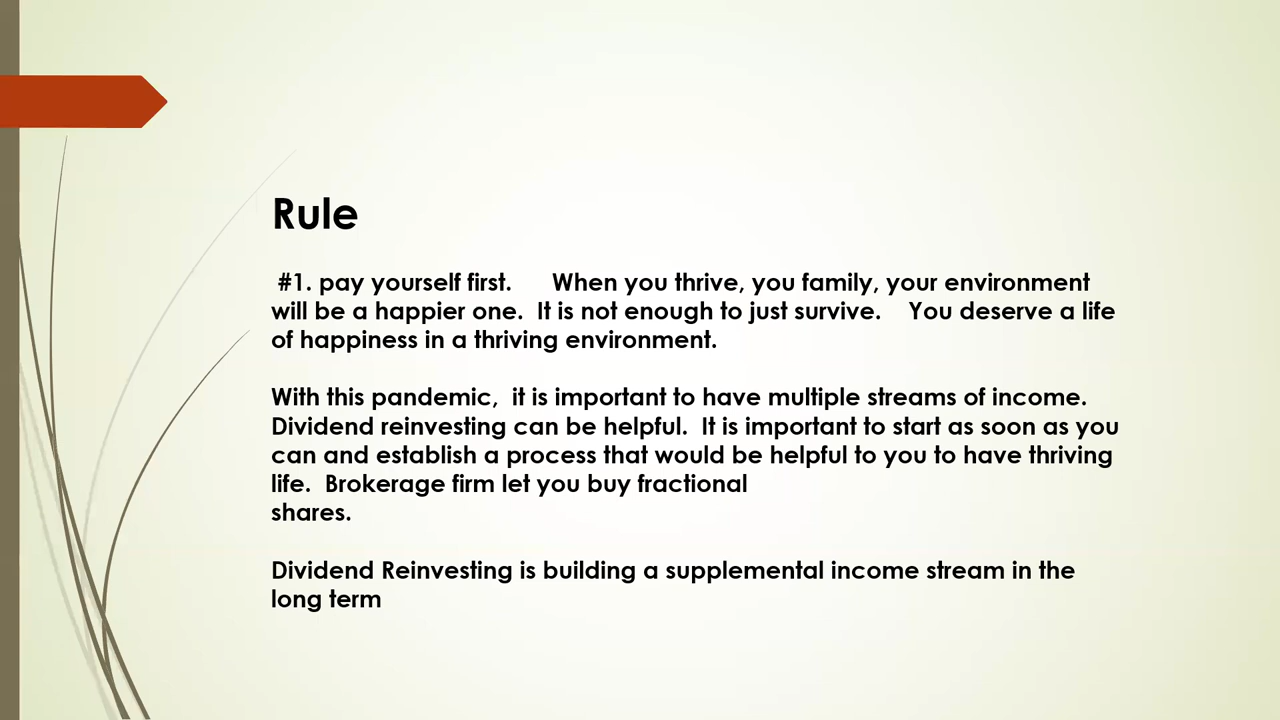 Rule
#1. pay yourself first. When you thrive, you family, your environment
will be a happier one. It is not enough to just survive. You deserve a life
of happiness in a thriving environment.
With this pandemic, it is important to have multiple streams of income.
Dividend reinvesting can be helpful. It is important to start as soon as you
can and establish a process that would be helpful to you to have thriving
life. Brokerage firm let you buy fractional
shares.
Dividend Reinvesting is building a supplemental income stream in the
long term